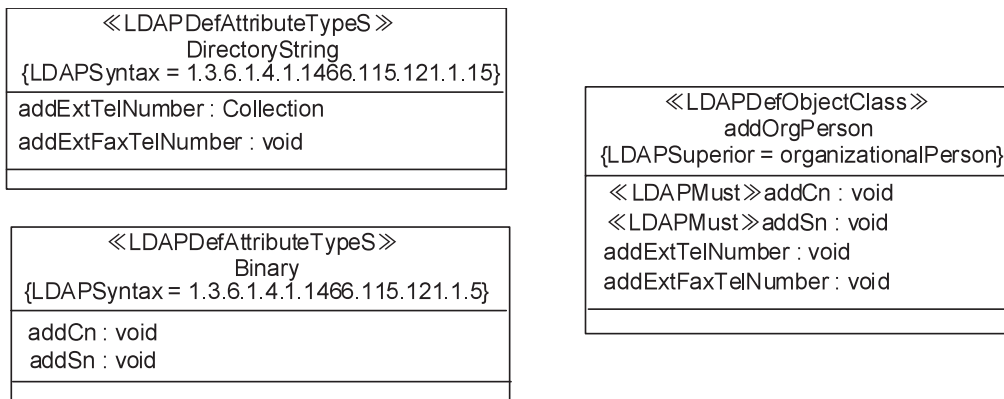 ≪LDAPDefAttributeTypeS≫
DirectoryString
{LDAPSyntax = 1.3.6.1.4.1.1466.115.121.1.15}
addExtTelNumber : Collection
addExtFaxTelNumber : void
≪LDAPDefAttributeTypeS≫
Binary
{LDAPSyntax = 1.3.6.1.4.1.1466.115.121.1.5}
addCn : void
addSn : void
≪LDAPDefObjectClass≫
addOrgPerson
{LDAPSuperior = organizationalPerson}
≪LDAPMust≫addCn : void
≪LDAPMust≫addSn : void
addExtTelNumber : void
addExtFaxTelNumber : void